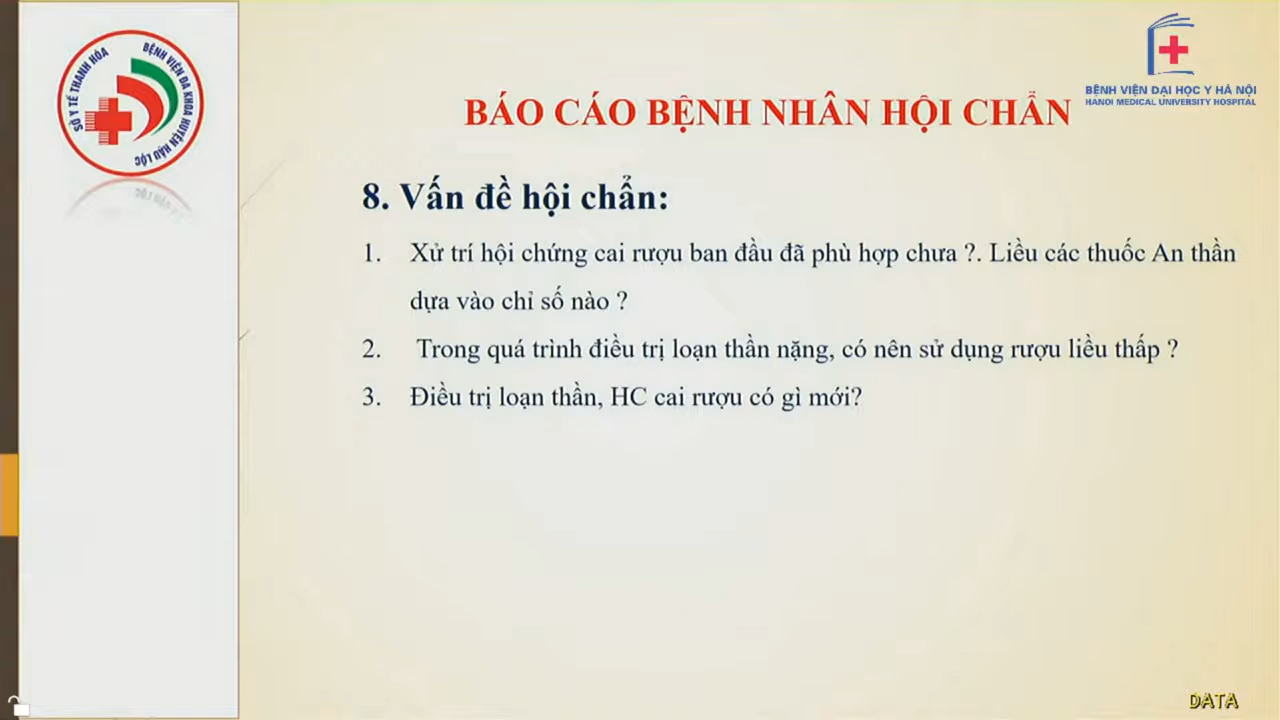 SỞ Y TẾ THANH HÓA
BỆNH VIỆN ĐA KHOA HUYỆN HẬU LỘC
BỆNH VIỆN ĐẠI HỌC Y HÀ NỘI
HANOI MEDICAL UNIVERSITY HOSPITAL
BÁO CÁO BỆNH NHÂN HỘI CHẨN
8. Vấn đề hội chẩn:
1. Xử trí hội chứng cai rượu ban đầu đã phù hợp chưa ?. Liều các thuốc An thần
dựa vào chỉ số nào ?
2. Trong quá trình điều trị loạn thần nặng, có nên sử dụng rượu liều thấp ?
3. Điều trị loạn thần, HC cai rượu có gì mới?
DATA